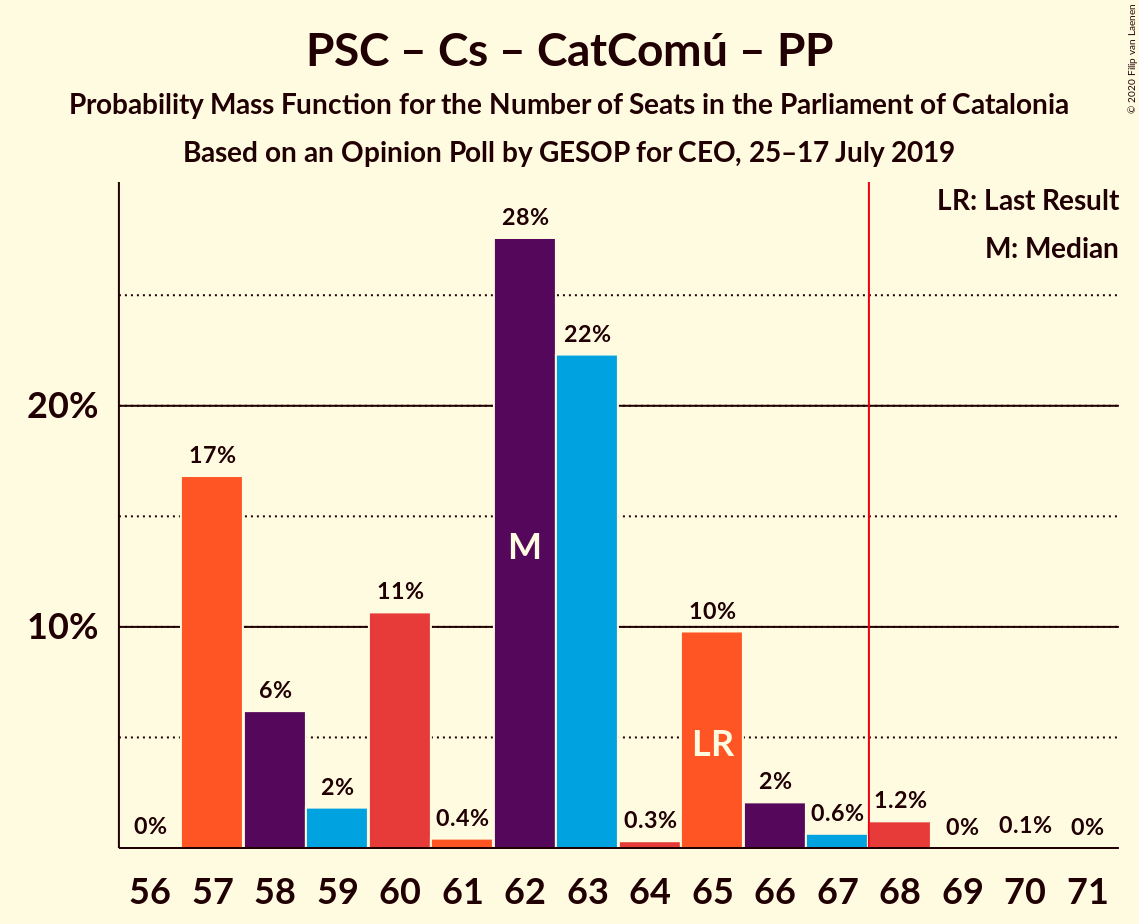 PSC – Cs – CatComú – PP
Probability Mass Function for the Number of Seats in the Parliament of Catalonia
Based on an Opinion Poll by GESOP for CEO, 25–17 July 2019
© 2020 Filip van Laenen
LR: Last Result
M: Median
20%
10%
0%
17%
6%
2%
11%
0.4%
28%
22%
0.3%
10%
2%
0.6%
1.2%
0%
0.1%
0%
M
LR
56 57 58 59 60 61 62 63 64 65 66 67 68 69 70 71